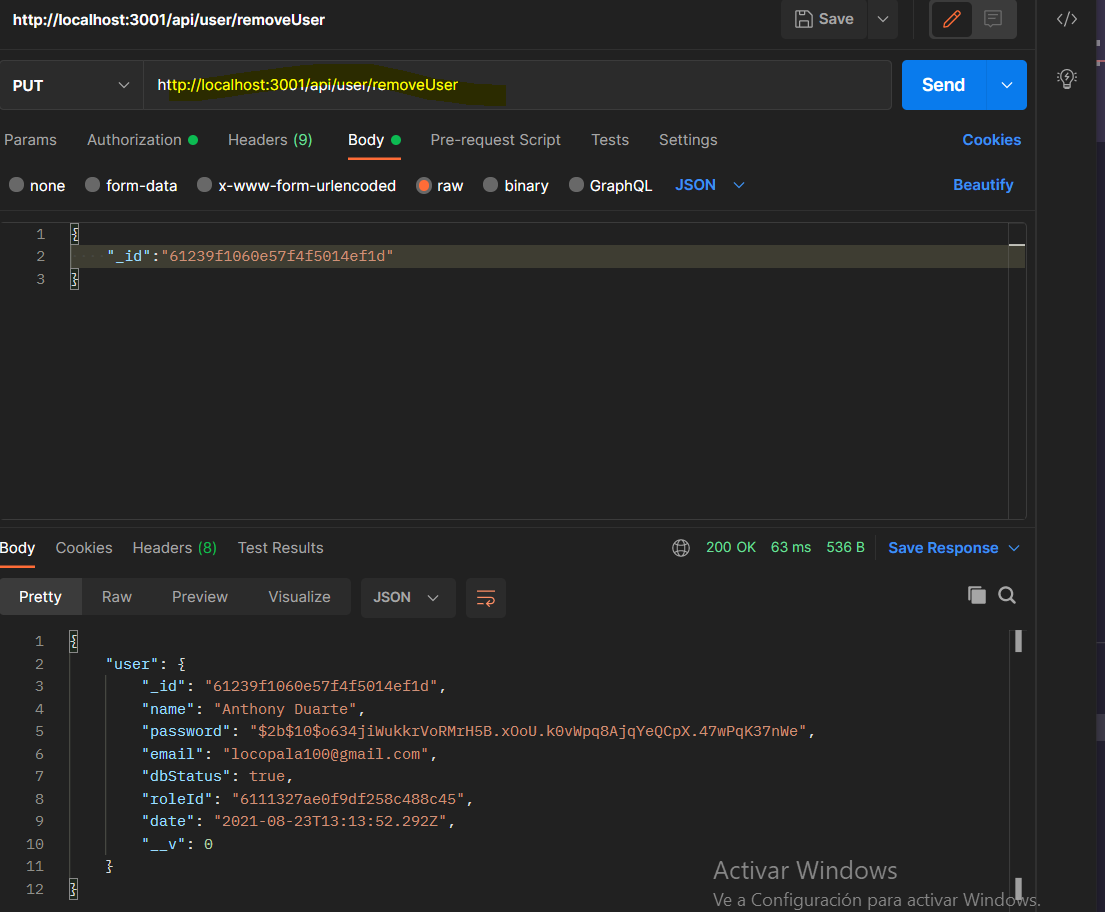 http://localhost:3001/api/user/removeUser
Save
PUT
http://localhost:3001/api/user/removeUser
Send
Params Authorization Headers (9) Body Pre-request Script Tests Settings Cookies
none form-data x-www-form-urlencoded raw binary GraphQL JSON Beautify
1 {
2 "_id":"61239f1060e57f4f5014ef1d"
3 }
Body Cookies Headers (8) Test Results 200 OK 63 ms 536 B Save Response
Pretty Raw Preview Visualize JSON
1 {
2 "user": {
3 "_id": "61239f1060e57f4f5014ef1d",
4 "name": "Anthony Duarte",
5 "password": "$2b$10$o634jiWukkrVoRMrH5B.xOoU.k0vWpq8AjqYeQCpX.47wPqK37nWe",
6 "email": "locopala100@gmail.com",
7 "dbStatus": true,
8 "roleId": "6111327ae0f9df258c488c45",
9 "date": "2021-08-23T13:13:52.292Z",
10 "__v": 0
11 }
12 }
Activar Windows
Ve a Configuración para activar Windows.